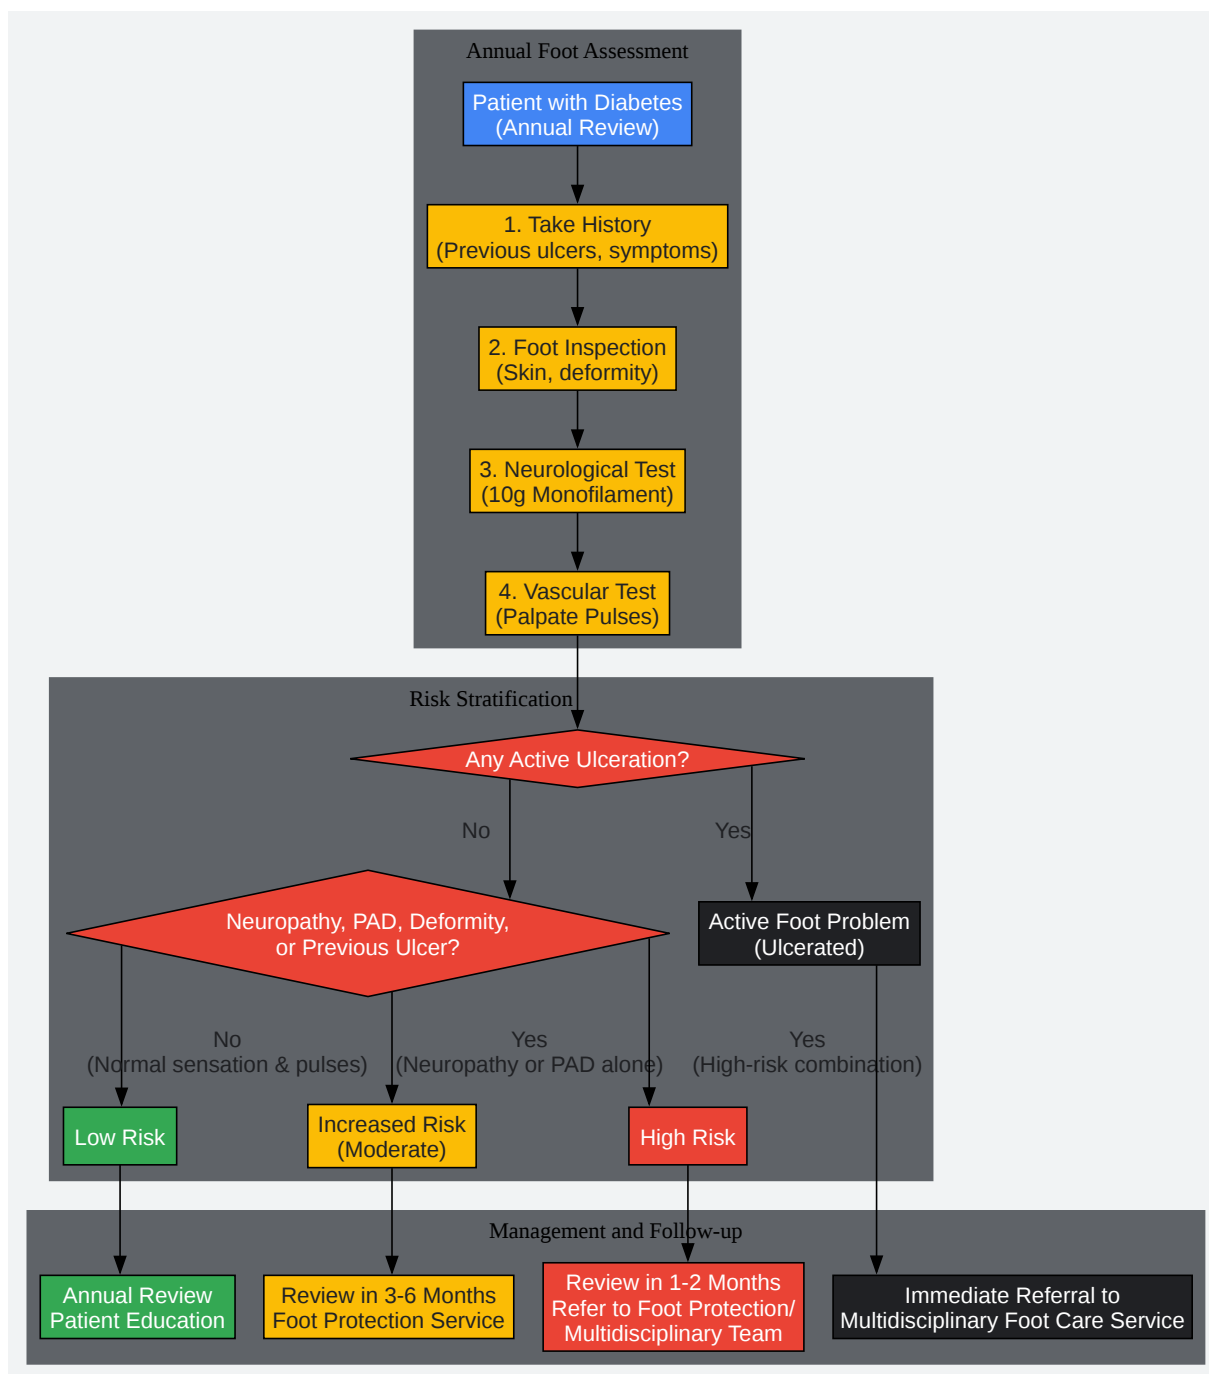 Annual Foot Assessment
Patient with Diabetes
(Annual Review)
1. Take History
(Previous ulcers, symptoms)
2. Foot Inspection
(Skin, deformity)
3. Neurological Test
(10g Monofilament)
4. Vascular Test
(Palpate Pulses)
Risk Stratification
Any Active Ulceration?
No
Yes
Neuropathy, PAD, Deformity,
or Previous Ulcer?
Active Foot Problem
(Ulcerated)
No
(Normal sensation & pulses)
Yes
(Neuropathy or PAD alone)
Yes
(High-risk combination)
Low Risk
Increased Risk
(Moderate)
High Risk
Management and Follow-up
Annual Review
Patient Education
Review in 3-6 Months
Foot Protection Service
Review in 1-2 Months
Refer to Foot Protection/
Multidisciplinary Team
Immediate Referral to
Multidisciplinary Foot Care Service